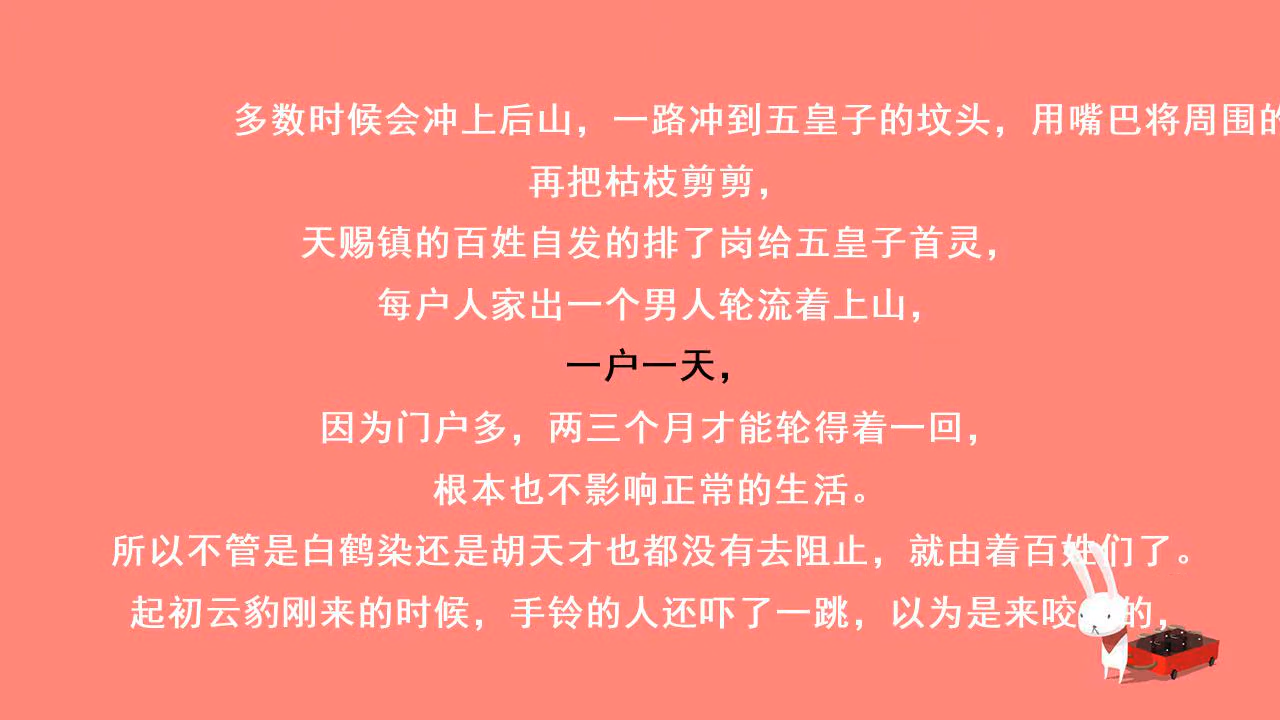 多数时候会冲上后山，一路冲到五皇子的坟头，用嘴巴将周围的
再把枯枝剪剪，
天赐镇的百姓自发的排了岗给五皇子首灵，
每户人家出一个男人轮流着上山，
一户一天，
因为门户多，两三个月才能轮得着一回，
根本也不影响正常的生活。
所以不管是白鹤染还是胡天才也都没有去阻止，就由着百姓们了。
起初云豹刚来的时候，手铃的人还吓了一跳，以为是来咬的，